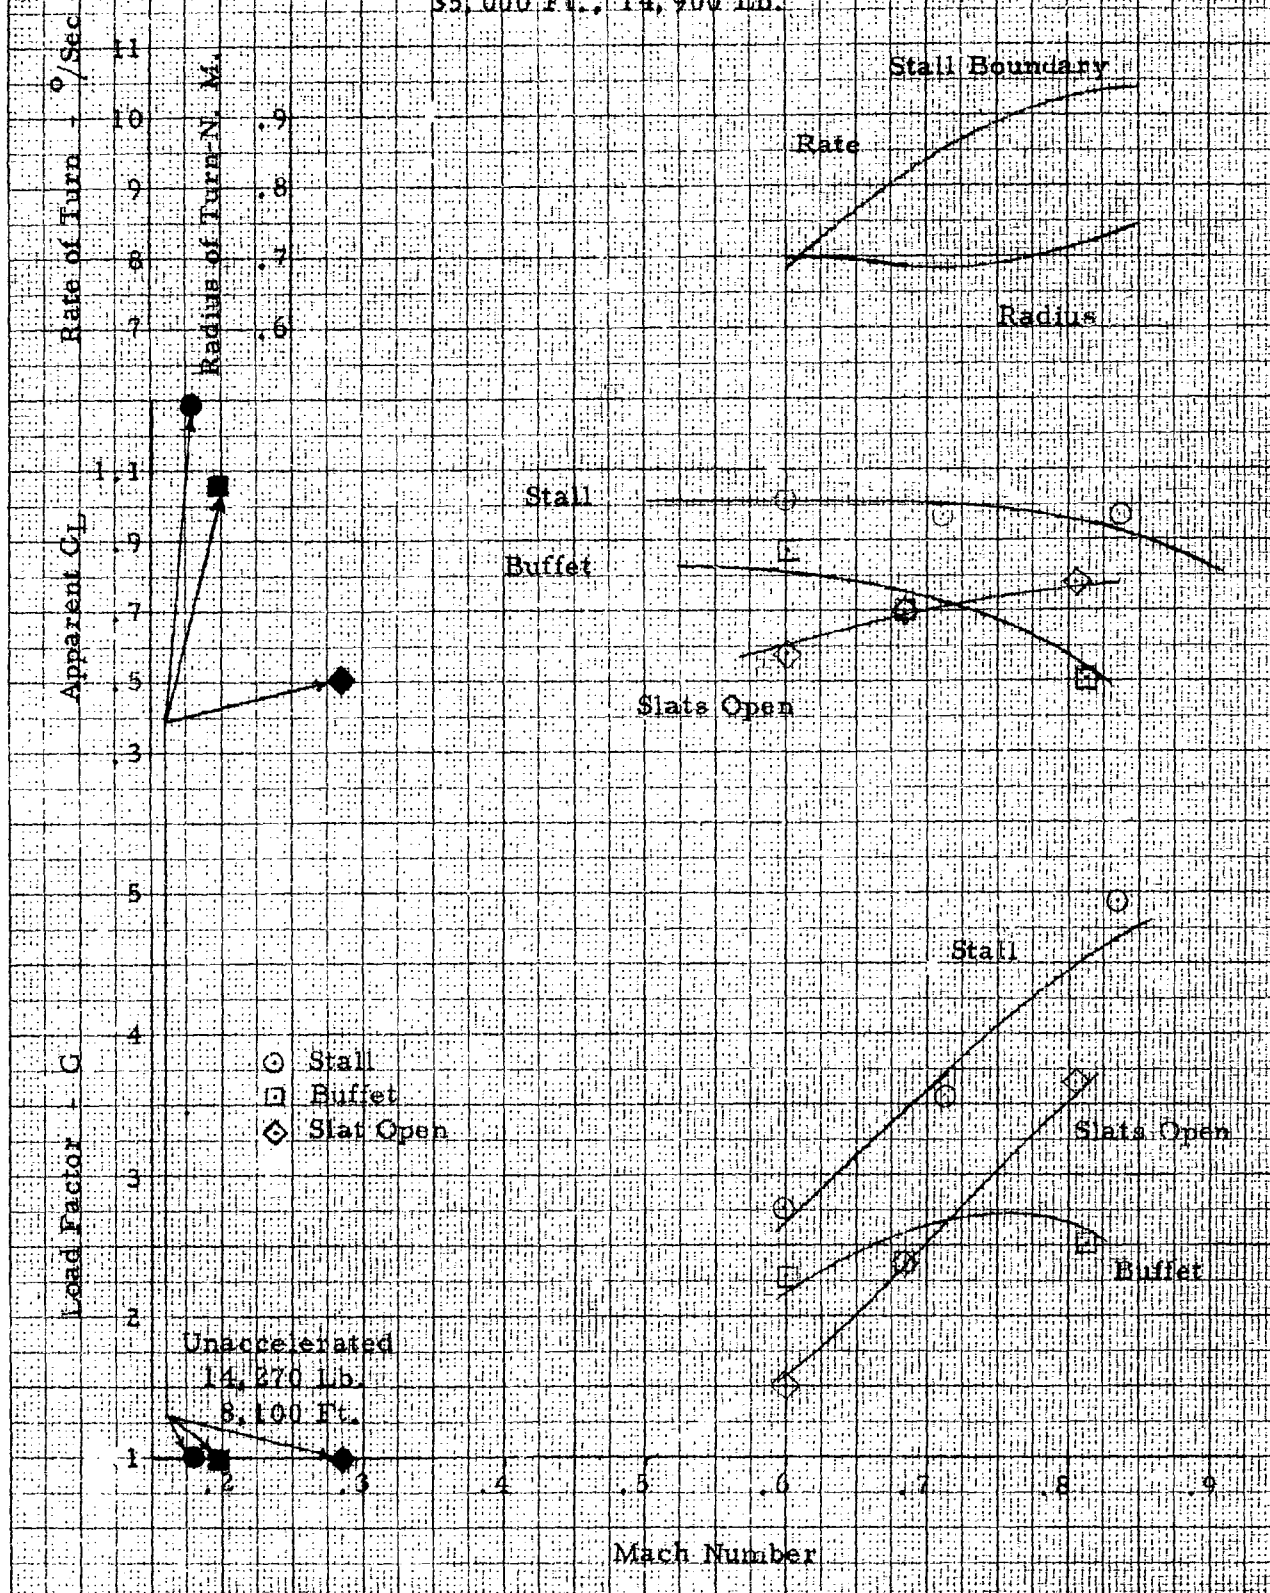 35,000 Ft., 14,900 Lb.
Rate of Turn - °/Sec
11
10
9
8
7
Radius of Turn-N. M.
.9
.8
.7
.6
Stall Boundary
Rate
Radius
Apparent CL
1.1
.9
.7
.5
.3
Stall
Buffet
Slats Open
Load Factor - G
5
4
3
2
1
Stall
Buffet
Slat Open
Stall
Slats Open
Buffet
Unaccelerated
14,270 Lb.
8,100 Ft.
.2
.3
.4
.5
.6
.7
.8
.9
Mach Number